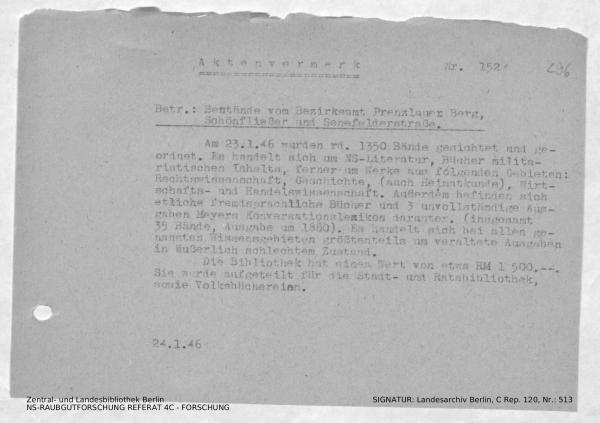 Aktenvermerk
Nr. 152
296
Betr.: Bestände vom Bezirksamt Prenzlauer Berg,
Schönfließer und Senefelderstraße.
Am 23.1.46 wurden rd. 1350 Bände gesichtet und ge-
ordnet. Es handelt sich um NS-Literatur, Bücher milita-
ristischen Inhalts, ferner um Werke aus folgenden Gebieten:
Rechtswissenschaft, Geschichte, (auch Heimatkunde), Wirt-
schafts- und Handelswissenschaft. Außerdem befinden sich
etliche fremdsprachliche Bücher und 3 unvollständige Aus-
gaben Meyers Konversationslexikon darunter. (insgesamt
35 Bände, Ausgabe um 1880). Es handelt sich bei allen ge-
nannten Wissensgebieten größtenteils um veraltete Ausgaben
in äußerlich schlechtem Zustand.
Die Bibliothek hat einen Wert von etwa RM 1 500.--.
Sie wurde aufgeteilt für die Stadt- und Ratsbibliothek,
sowie Volksbüchereien.
24.1.46
Zentral- und Landesbibliothek Berlin
NS-RAUBGUTFORSCHUNG REFERAT 4C - FORSCHUNG
SIGNATUR: Landesarchiv Berlin, C Rep. 120, Nr.: 513